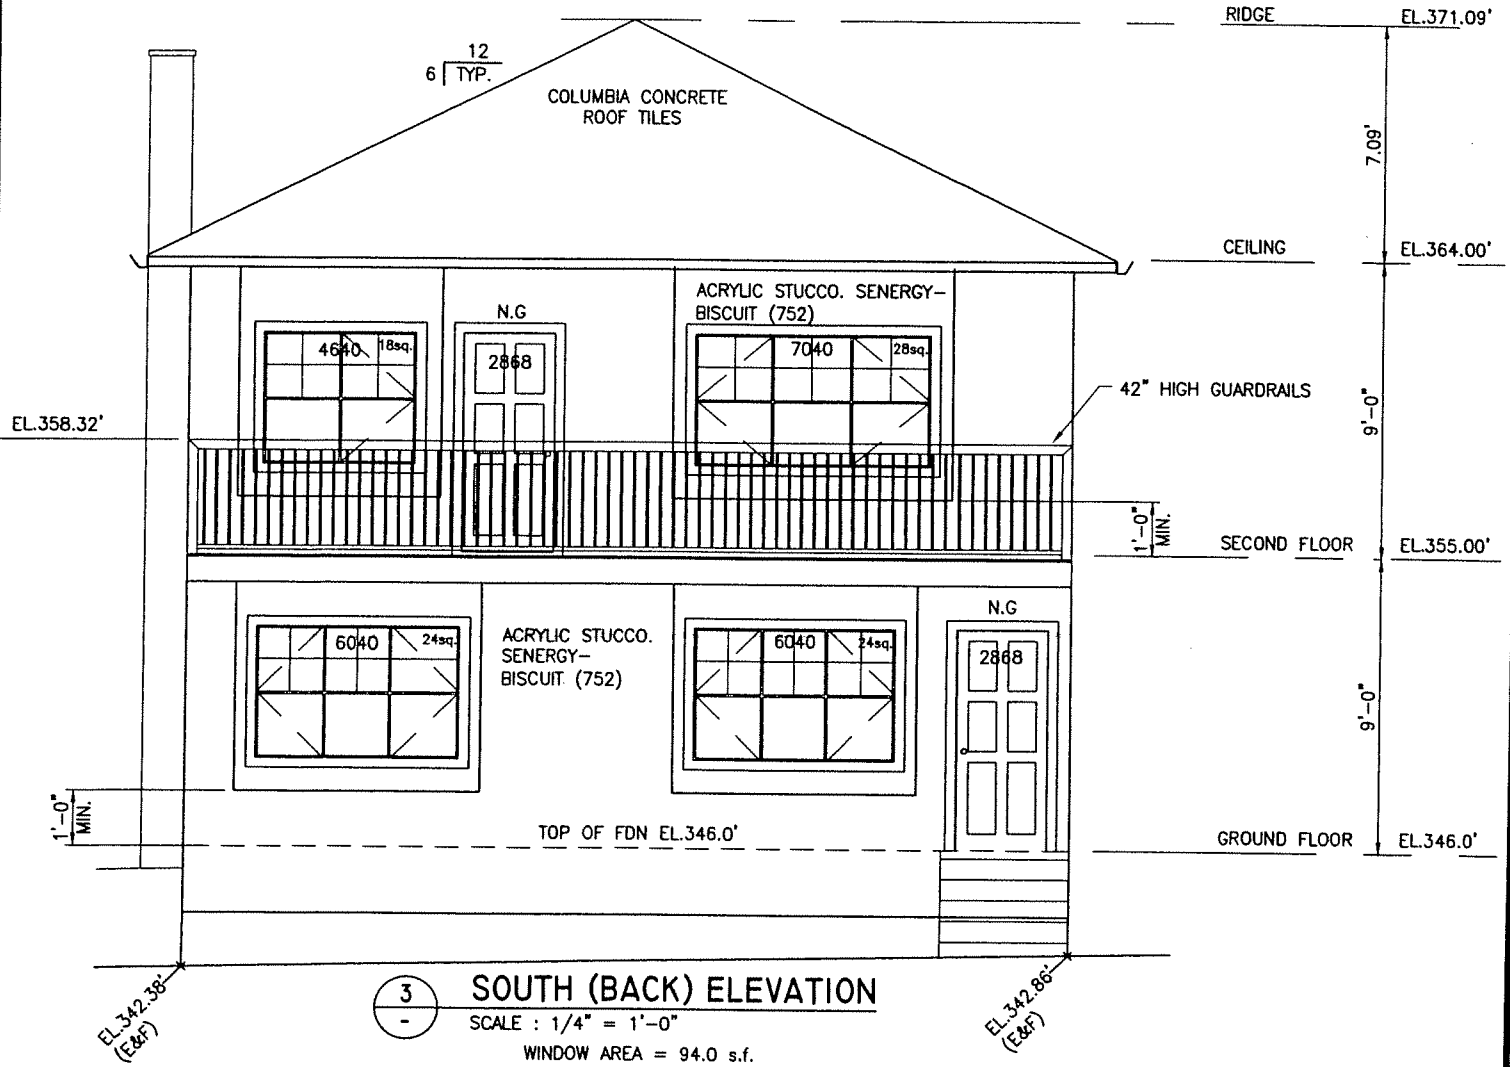 RIDGE
EL.371.09'
12
6 TYP.
COLUMBIA CONCRETE
ROOF TILES
7.09'
CEILING
EL.364.00'
ACRYLIC STUCCO. SENERGY-
BISCUIT (752)
N.G
4640
18sq.
2868
7040
28sq.
42" HIGH GUARDRAILS
9'-0"
EL.358.32'
1'-0"
MIN.
SECOND FLOOR
EL.355.00'
N.G
6040
24sq.
ACRYLIC STUCCO.
SENERGY-
BISCUIT (752)
6040
24sq.
2868
9'-0"
1'-0"
MIN.
TOP OF FDN EL.346.0'
GROUND FLOOR
EL.346.0'
EL.342.38'
(E&F)
3
-
SOUTH (BACK) ELEVATION
SCALE : 1/4" = 1'-0"
WINDOW AREA = 94.0 s.f.
EL.342.86'
(E&F)